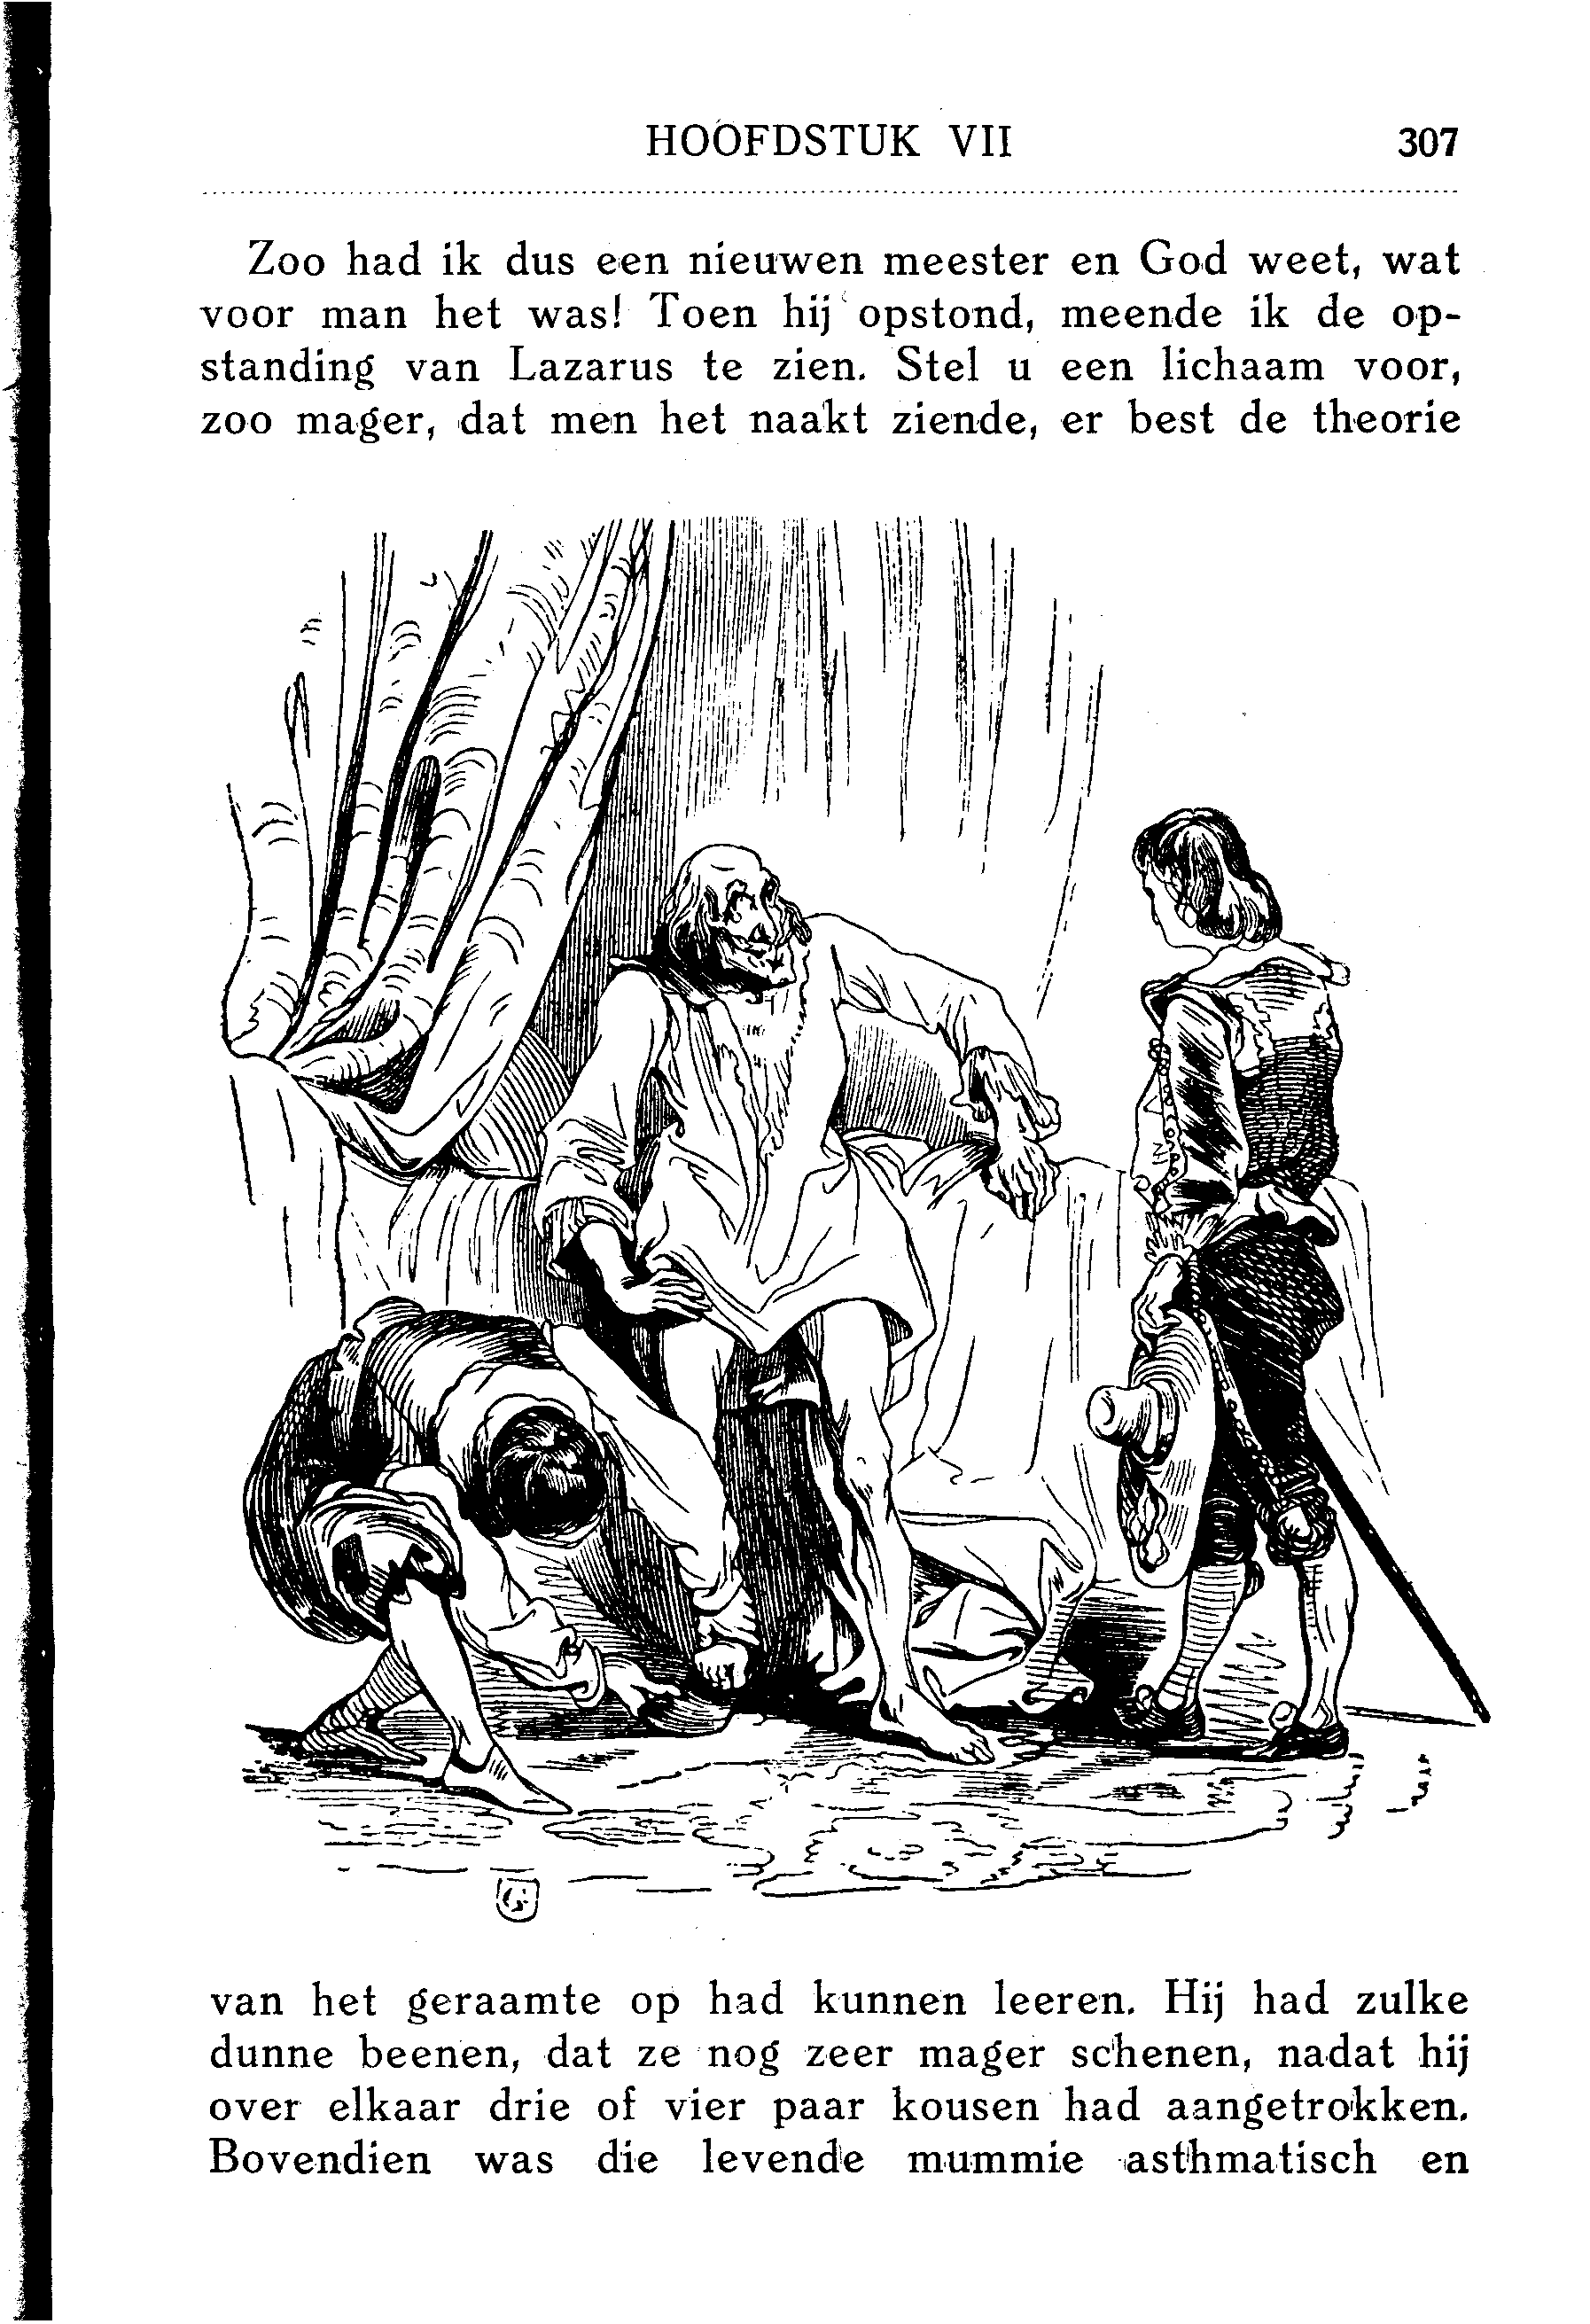 HOOFDSTUK VII 307
Zoo had ik dus een nieuwen meester en God weet, wat
voor man het was! Toen hij opstond, meende ik de op-
standing van Lazarus te zien. Stel u een lichaam voor,
zoo mager, dat men het naakt ziende, er best de theorie
G
van het geraamte op had kunnen leeren. Hij had zulke
dunne beenen, dat ze nog zeer mager schenen, nadat hij
over elkaar drie of vier paar kousen had aangetrokken.
Bovendien was die levende mummie asthmatisch en